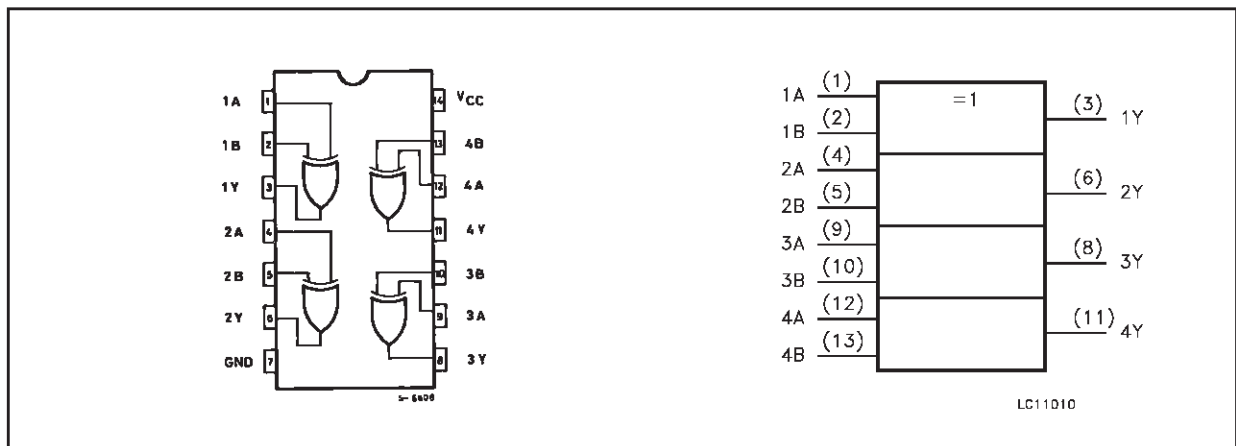 1A 1 14 VCC
1B 2 13 4B
1Y 3 12 4A
2A 4 11 4Y
2B 5 10 3B
2Y 6 9 3A
GND 7 8 3Y
=1
1A (1)
1B (2)
(3) 1Y
2A (4)
2B (5)
(6) 2Y
3A (9)
3B (10)
(8) 3Y
4A (12)
4B (13)
(11) 4Y
LC11010